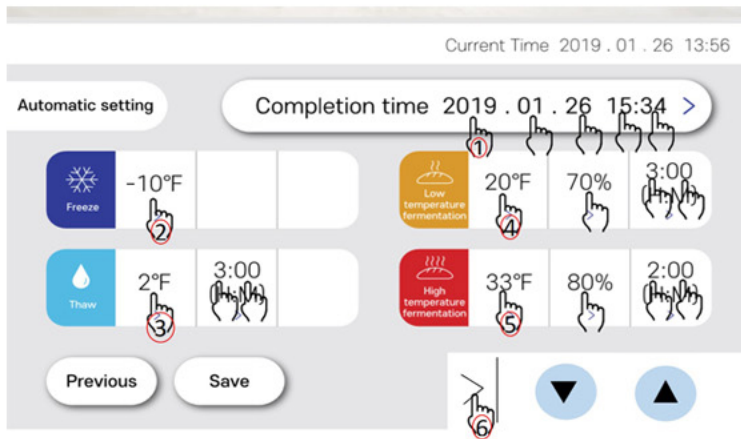 Current Time 2019 . 01 . 26 13:56
Automatic setting
Completion time 2019 . 01 . 26 15:34 >
①
Freeze
-10°F
②
Low
temperature
fermentation
20°F
④
70%
3:00
Thaw
2°F
③
3:00
High
temperature
fermentation
33°F
⑤
80%
2:00
Previous
Save
⑥